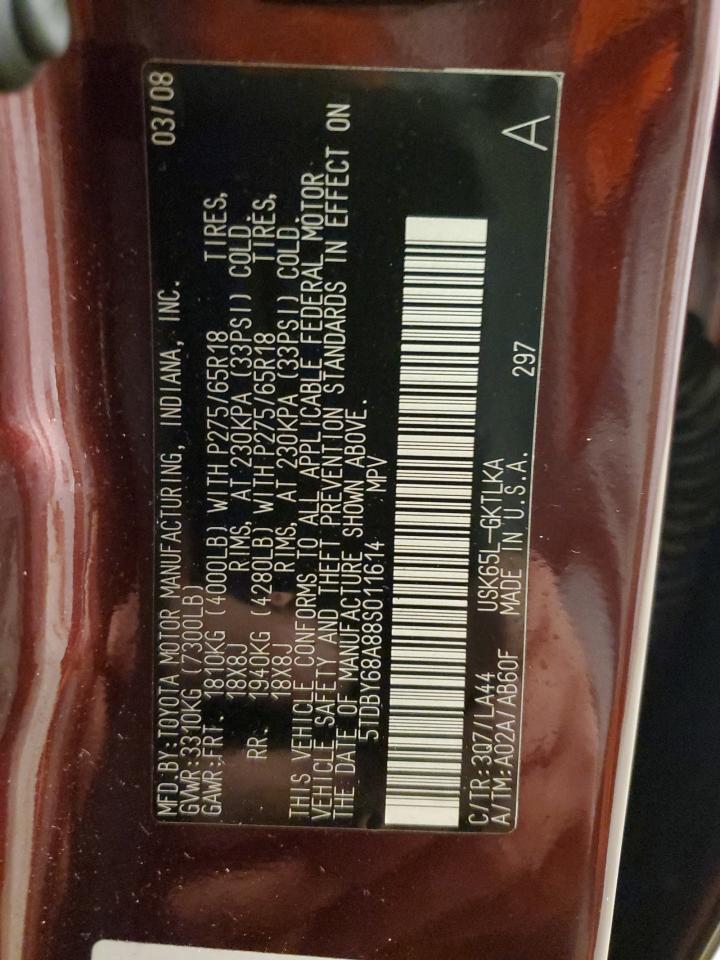 MFD.BY:TOYOTA MOTOR MANUFACTURING, INDIANA, INC. 03/08
GVWR:3310KG(7300LB)
GAWR:FRT. 1810KG (4000LB) WITH P275/65R18 TIRES,
18X8J RIMS, AT 230KPA (33PSI) COLD.
RR. 1940KG (4280LB) WITH P275/65R18 TIRES,
18X8J RIMS, AT 230KPA (33PSI) COLD.
THIS VEHICLE CONFORMS TO ALL APPLICABLE FEDERAL MOTOR
VEHICLE SAFETY AND THEFT PREVENTION STANDARDS IN EFFECT ON
THE DATE OF MANUFACTURE SHOWN ABOVE.
5TDBY68A88S011614 MPV
C/TR:3Q7/LA44 USK65L-GKTLKA
A/TM:A02A/AB60F MADE IN U.S.A. 297 A